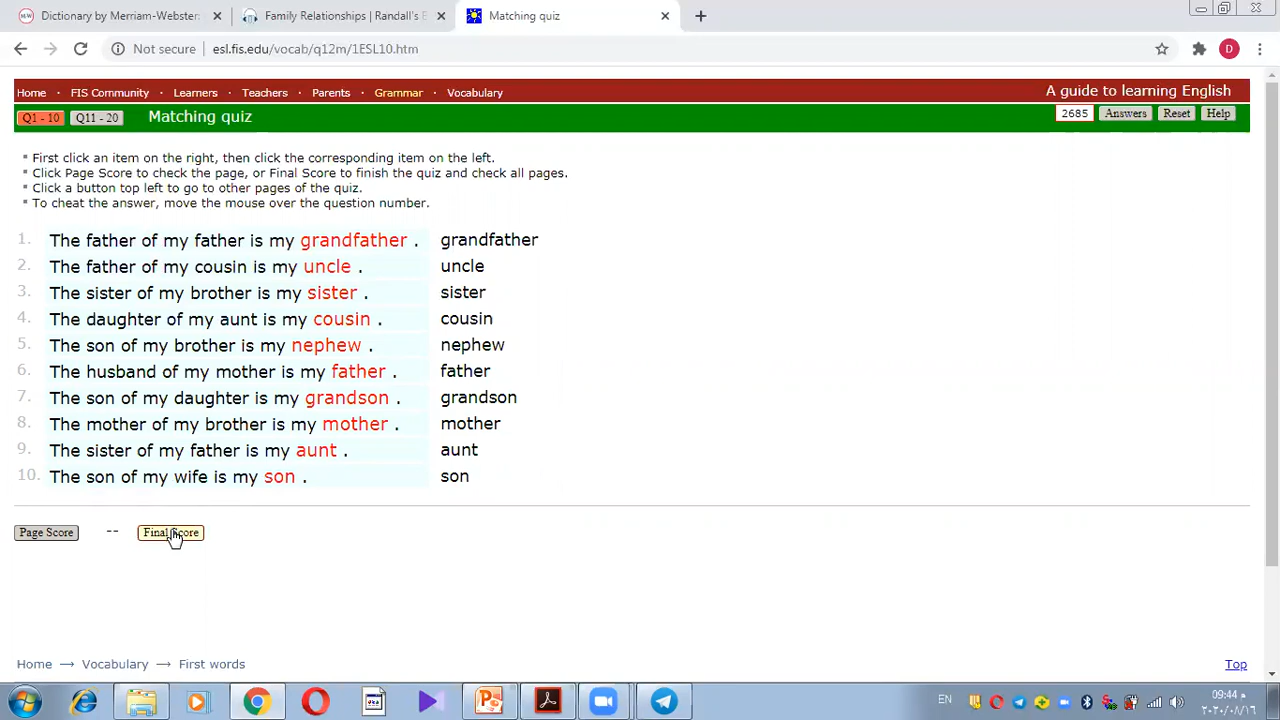 Dictionary by Merriam-Webster:
Family Relationships | Randall's E
Matching quiz
Not secure
esl.fis.edu/vocab/q12m/1ESL10.htm
D
Home · FIS Community · Learners · Teachers · Parents · Grammar · Vocabulary
A guide to learning English
Q1 - 10 Q11 - 20 Matching quiz
2685 Answers Reset Help
* First click an item on the right, then click the corresponding item on the left.
* Click Page Score to check the page, or Final Score to finish the quiz and check all pages.
* Click a button top left to go to other pages of the quiz.
* To cheat the answer, move the mouse over the question number.
1. The father of my father is my grandfather . grandfather
2. The father of my cousin is my uncle . uncle
3. The sister of my brother is my sister . sister
4. The daughter of my aunt is my cousin . cousin
5. The son of my brother is my nephew . nephew
6. The husband of my mother is my father . father
7. The son of my daughter is my grandson . grandson
8. The mother of my brother is my mother . mother
9. The sister of my father is my aunt . aunt
10. The son of my wife is my son . son
Page Score -- Final Score
Home → Vocabulary → First words
Top
EN
09:44 م
٢٠٢٠/٠٨/١٦